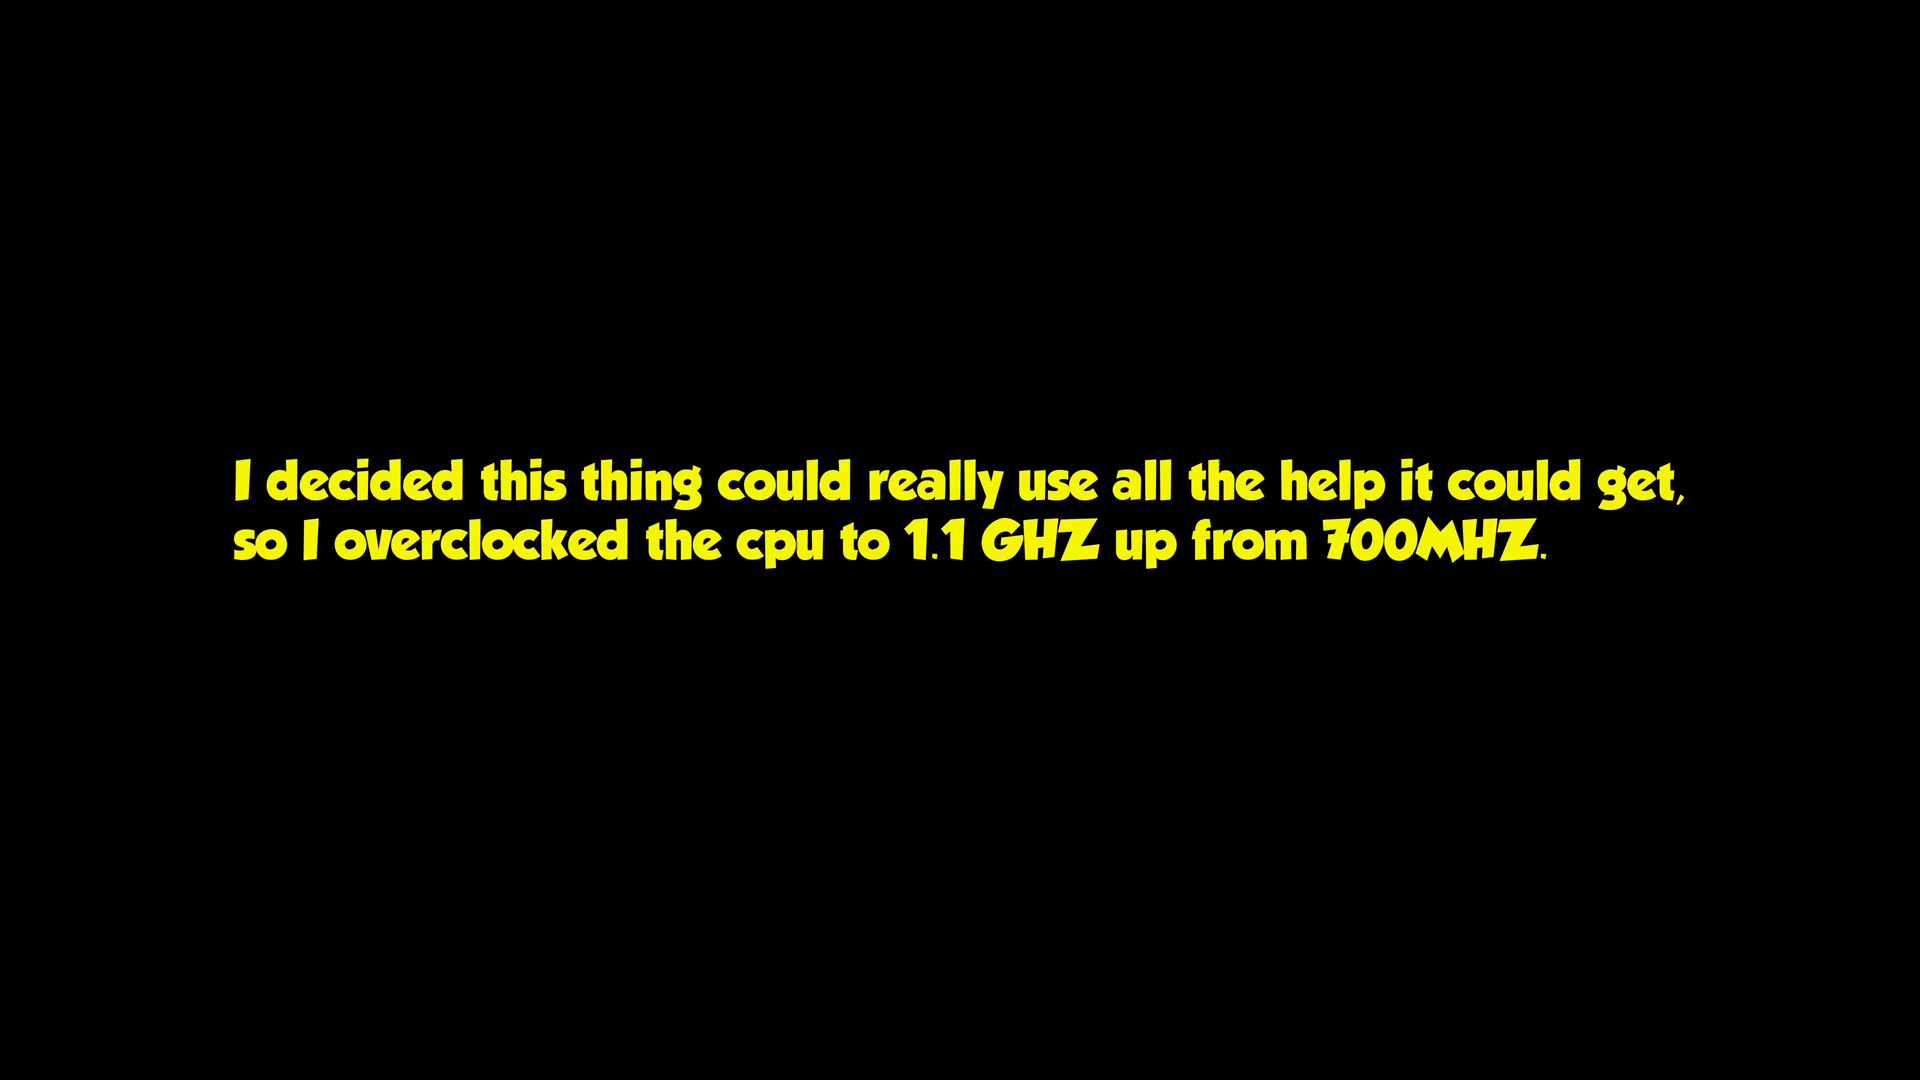 I decided this thing could really use all the help it could get,
so I overclocked the cpu to 1.1 GHZ up from 700MHZ.